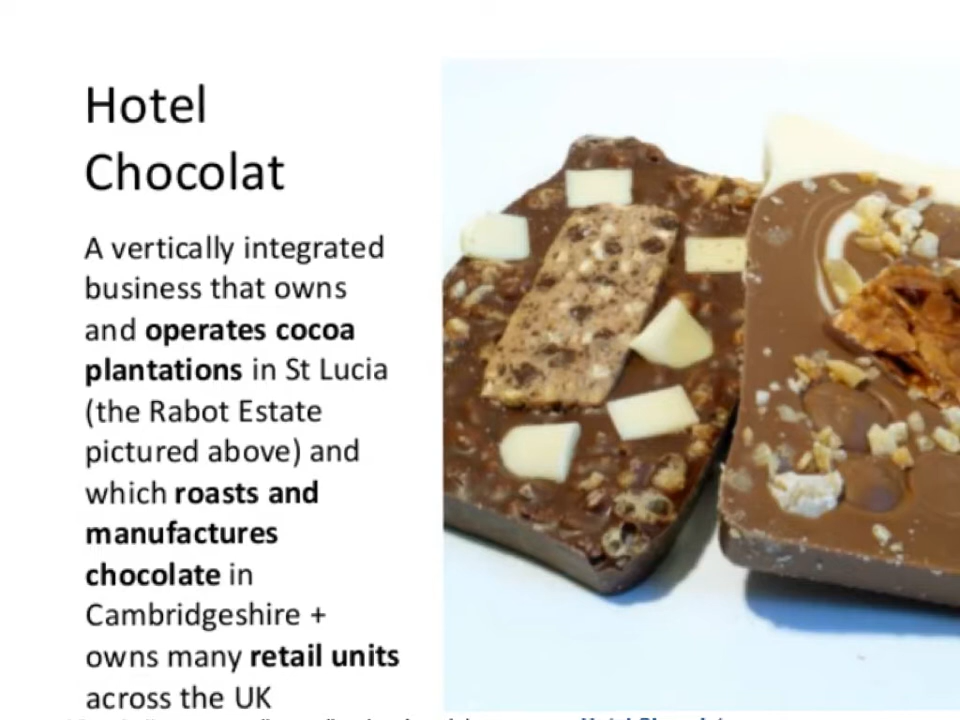 Hotel
Chocolat
A vertically integrated
business that owns
and operates cocoa
plantations in St Lucia
(the Rabot Estate
pictured above) and
which roasts and
manufactures
chocolate in
Cambridgeshire +
owns many retail units
across the UK